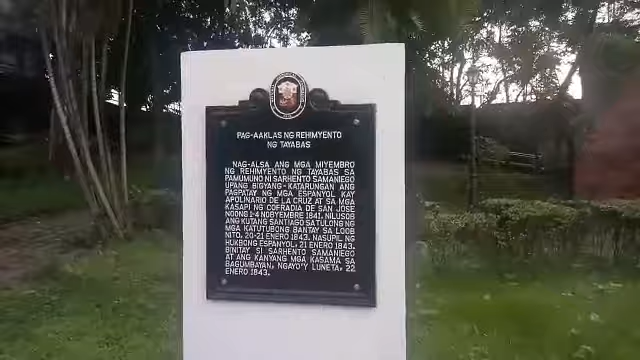 PAG-AAKLAS NG REHIMYENTO
NG TAYABAS
NAG-ALSA ANG MGA MIYEMBRO
NG REHIMYENTO NG TAYABAS SA
PAMUMUNO NI SARHENTO SAMANIEGO
UPANG BIGYANG-KATARUNGAN ANG
PAGPATAY NG MGA ESPANYOL KAY
APOLINARIO DE LA CRUZ AT SA MGA
KASAPI NG COFRADIA DE SAN JOSE
NOONG 1-4 NOBYEMBRE 1841. NILUSOB
ANG KUTANG SANTIAGO SA TULONG NG
MGA KATUTUBONG BANTAY SA LOOB
NITO, 20-21 ENERO 1843. NASUPIL NG
HUKBONG ESPANYOL, 21 ENERO 1843.
BINITAY SI SARHENTO SAMANIEGO
AT ANG KANYANG MGA KASAMA SA
BAGUMBAYAN, NGAYO'Y LUNETA, 22
ENERO 1843.